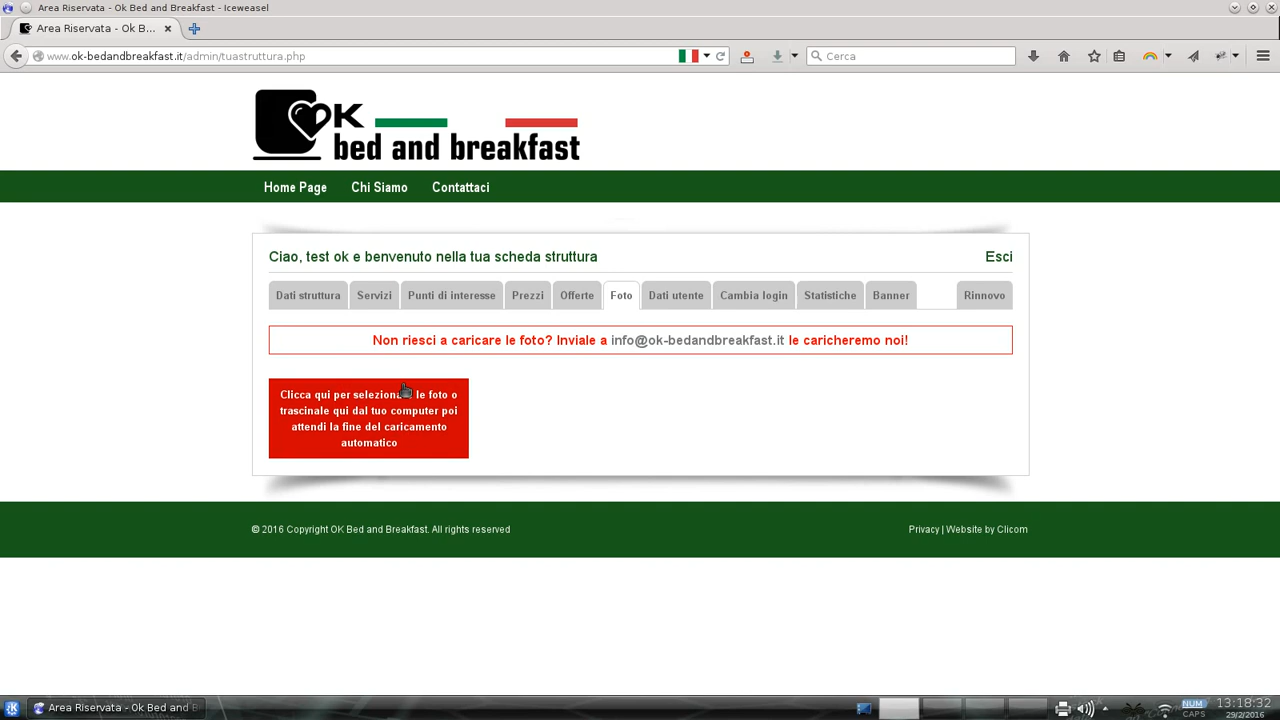 Area Riservata - Ok Bed and Breakfast - Iceweasel
Area Riservata - Ok B...
www.ok-bedandbreakfast.it/admin/tuastruttura.php
Cerca
OK
bed and breakfast
Home Page Chi Siamo Contattaci
Ciao, test ok e benvenuto nella tua scheda struttura
Esci
Dati struttura Servizi Punti di interesse Prezzi Offerte Foto Dati utente Cambia login Statistiche Banner Rinnovo
Non riesci a caricare le foto? Inviale a info@ok-bedandbreakfast.it le caricheremo noi!
Clicca qui per seleziona le foto o
trascinale qui dal tuo computer poi
attendi la fine del caricamento
automatico
© 2016 Copyright OK Bed and Breakfast. All rights reserved
Privacy | Website by Clicom
Area Riservata - Ok Bed and B
NUM
CAPS
13:18:32
29/2/2016